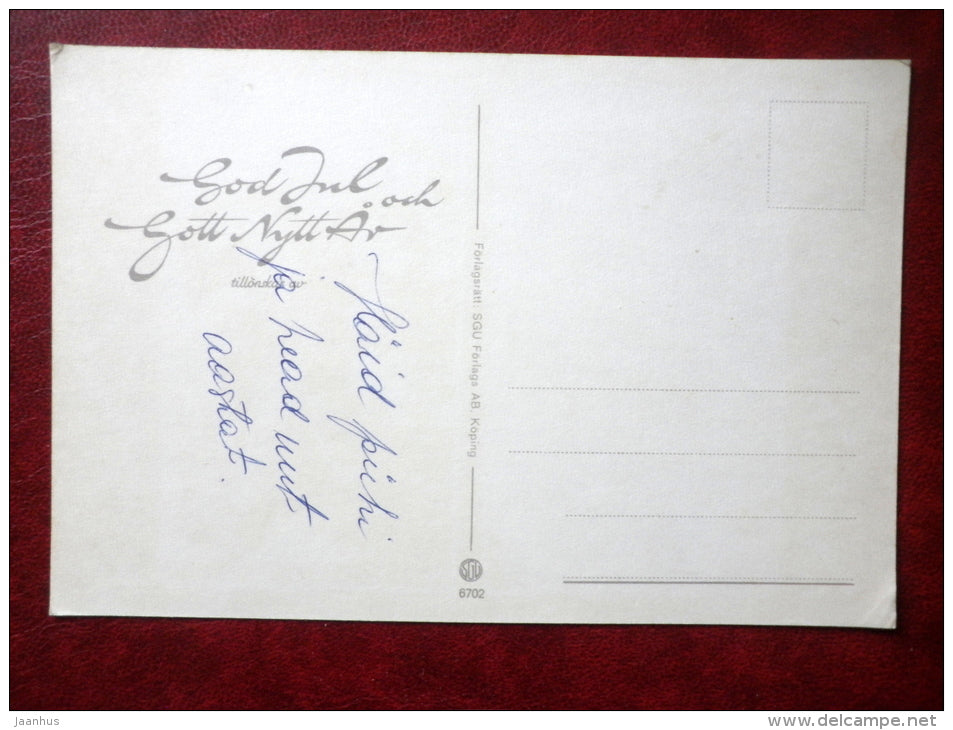 God Jul och
Gott Nytt År
tillönskas av
Häid pühi
ja head uut
aastat.
Förlagsrätt: SGU Förlags AB. Köping
SGU
6702
Jaanhus
www.delcampe.net